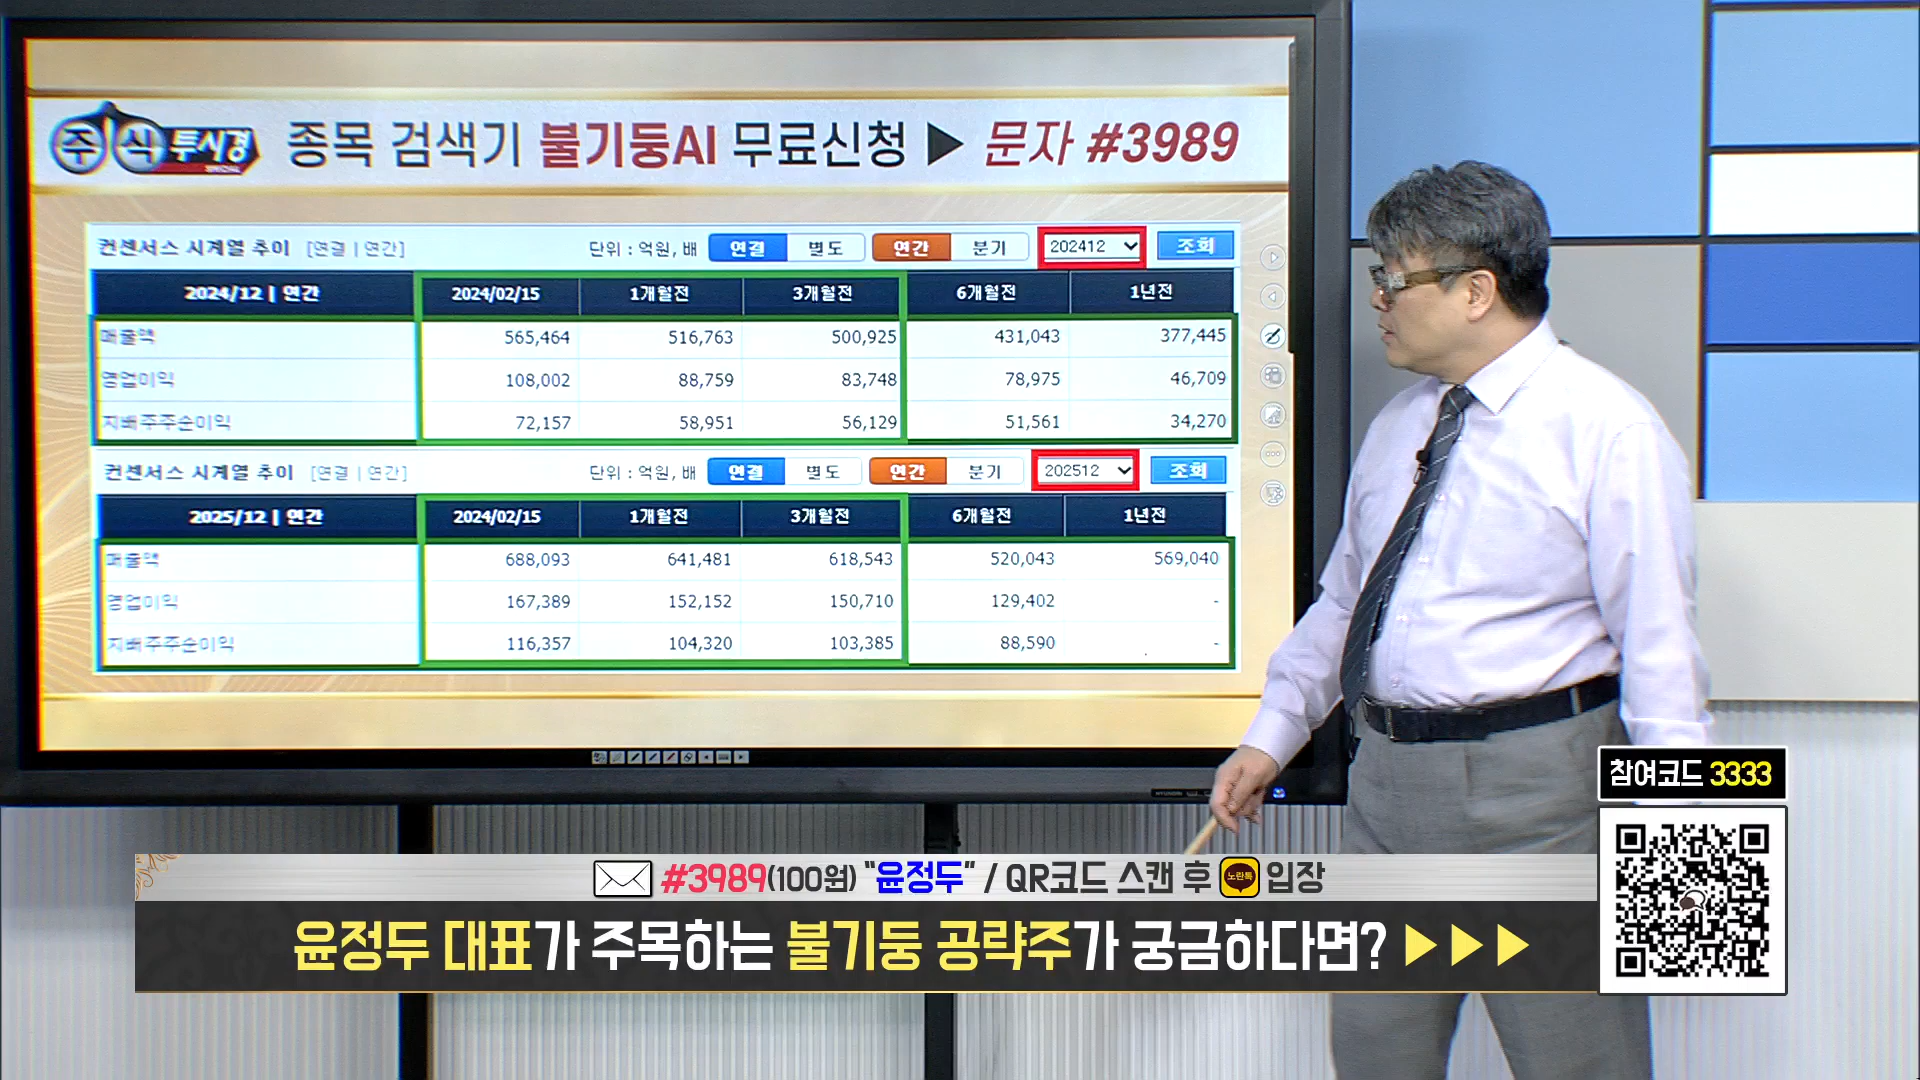 주식투시경 종목 검색기 불기둥AI 무료신청 ▶ 문자 #3989
컨센서스 시계열 추이 [연결 | 연간] 단위 : 억원, 배 연결 별도 연간 분기 202412 조회
2024/12 | 연간 2024/02/15 1개월전 3개월전 6개월전 1년전
매출액 565,464 516,763 500,925 431,043 377,445
영업이익 108,002 88,759 83,748 78,975 46,709
지배주주순이익 72,157 58,951 56,129 51,561 34,270
컨센서스 시계열 추이 [연결 | 연간] 단위 : 억원, 배 연결 별도 연간 분기 202512 조회
2025/12 | 연간 2024/02/15 1개월전 3개월전 6개월전 1년전
매출액 688,093 641,481 618,543 520,043 569,040
영업이익 167,389 152,152 150,710 129,402 -
지배주주순이익 116,357 104,320 103,385 88,590 -
참여코드 3333
#3989(100원) "윤정두" / QR코드 스캔 후 노란톡 입장
윤정두 대표가 주목하는 불기둥 공략주가 궁금하다면? ▶▶▶